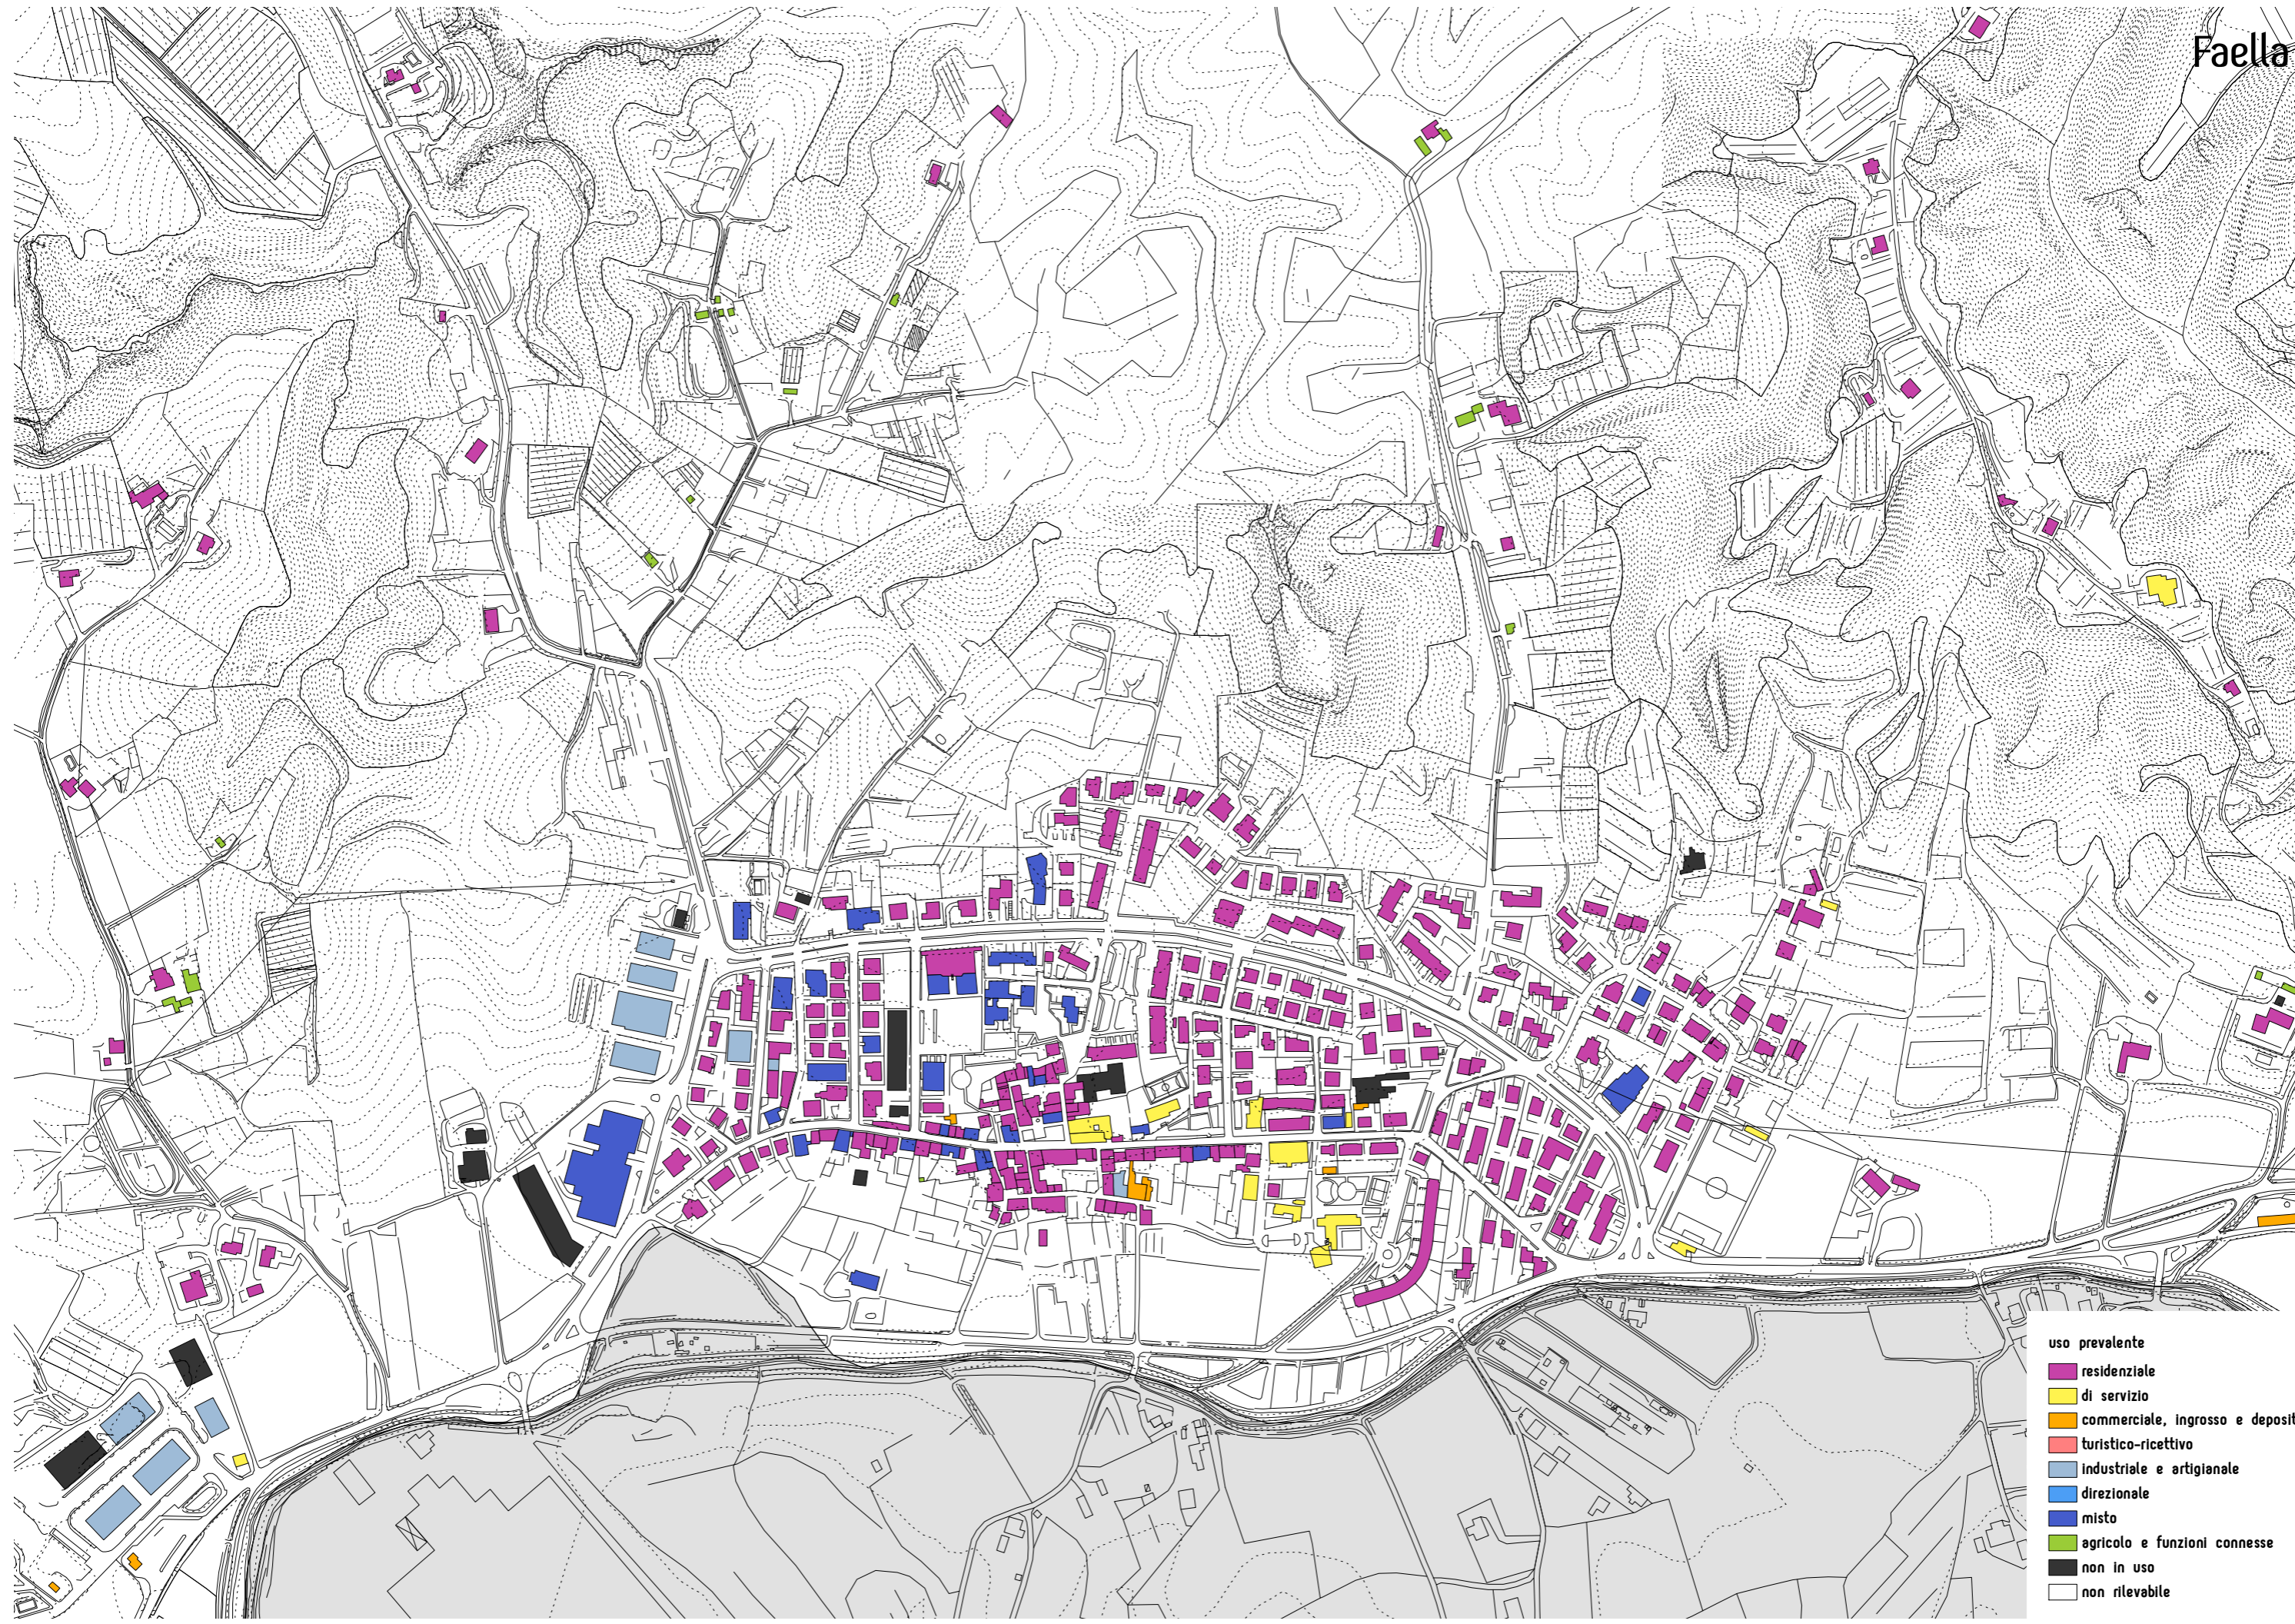 Faella
uso prevalente
residenziale
di servizio
commerciale, ingrosso e deposit
turistico-ricettivo
industriale e artigianale
direzionale
misto
agricolo e funzioni connesse
non in uso
non rilevabile